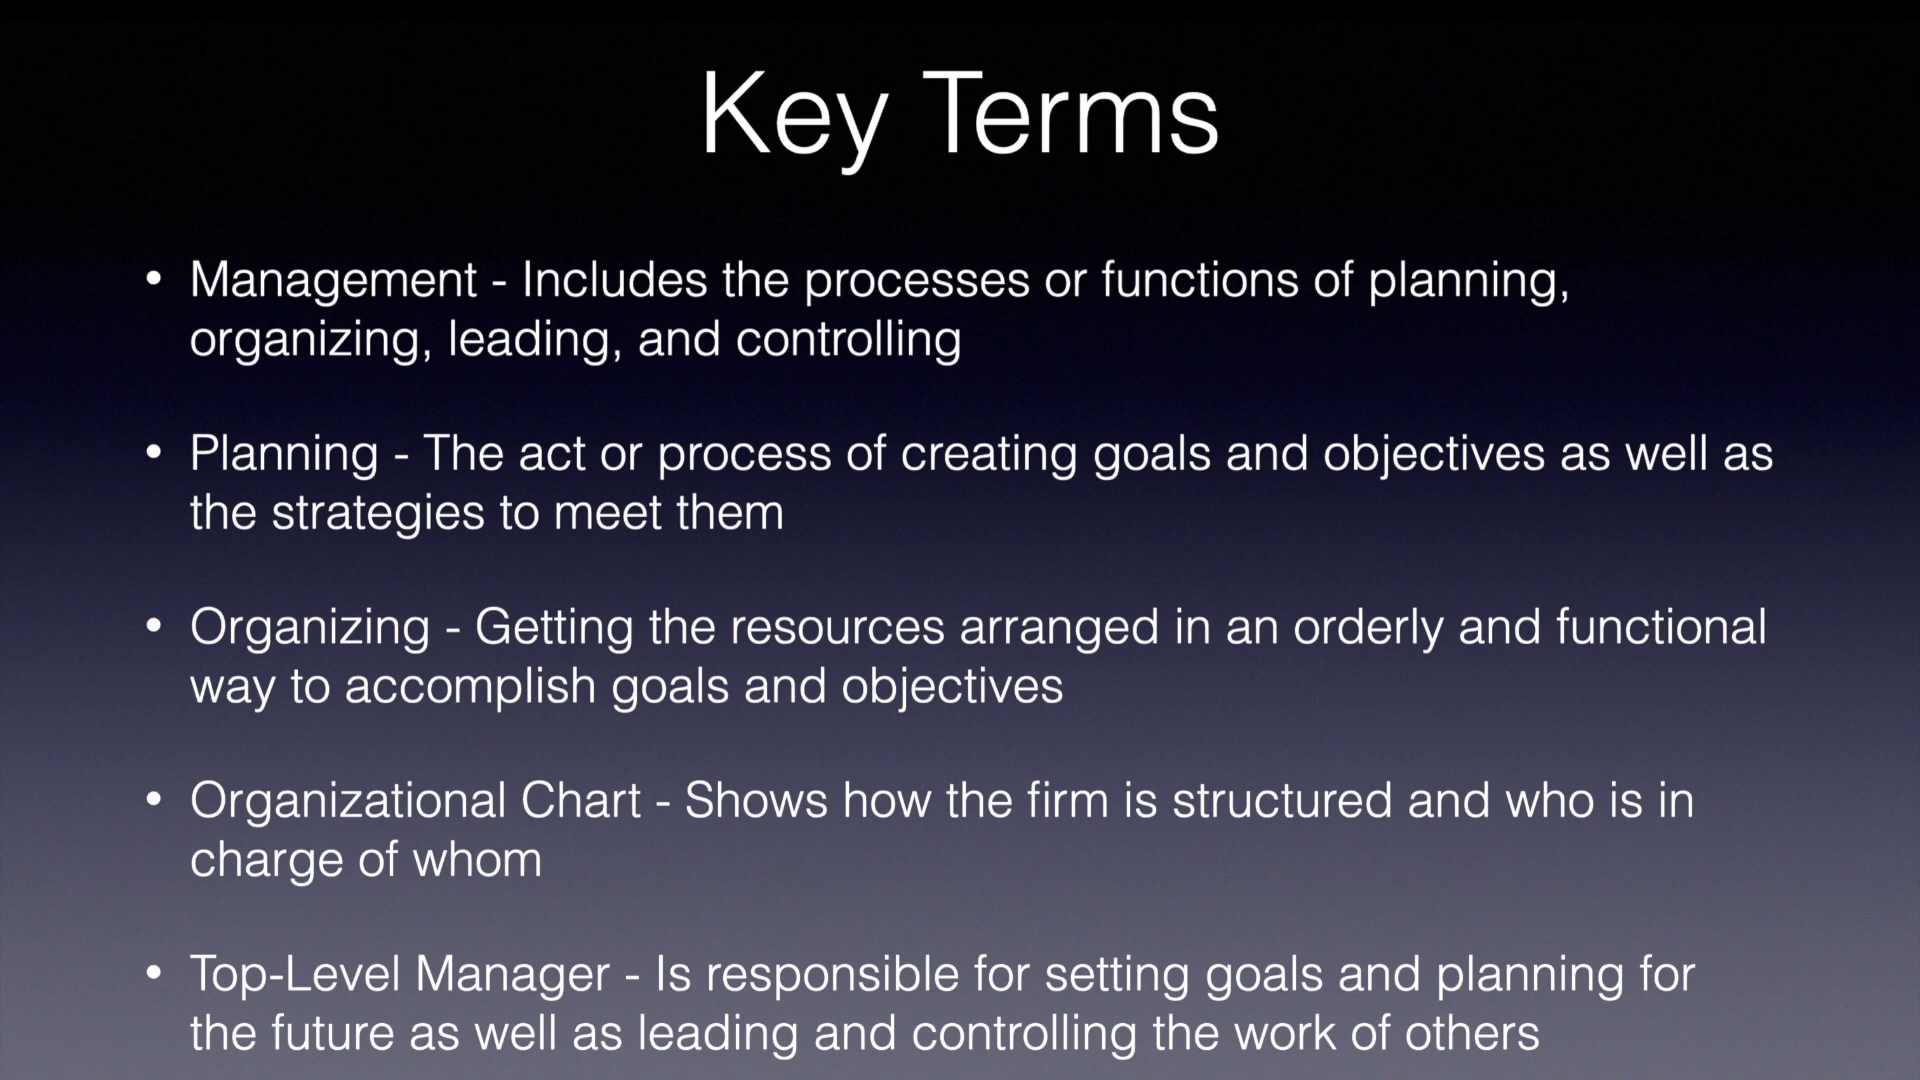 Key Terms
• Management - Includes the processes or functions of planning,
organizing, leading, and controlling
• Planning - The act or process of creating goals and objectives as well as
the strategies to meet them
• Organizing - Getting the resources arranged in an orderly and functional
way to accomplish goals and objectives
• Organizational Chart - Shows how the firm is structured and who is in
charge of whom
• Top-Level Manager - Is responsible for setting goals and planning for
the future as well as leading and controlling the work of others